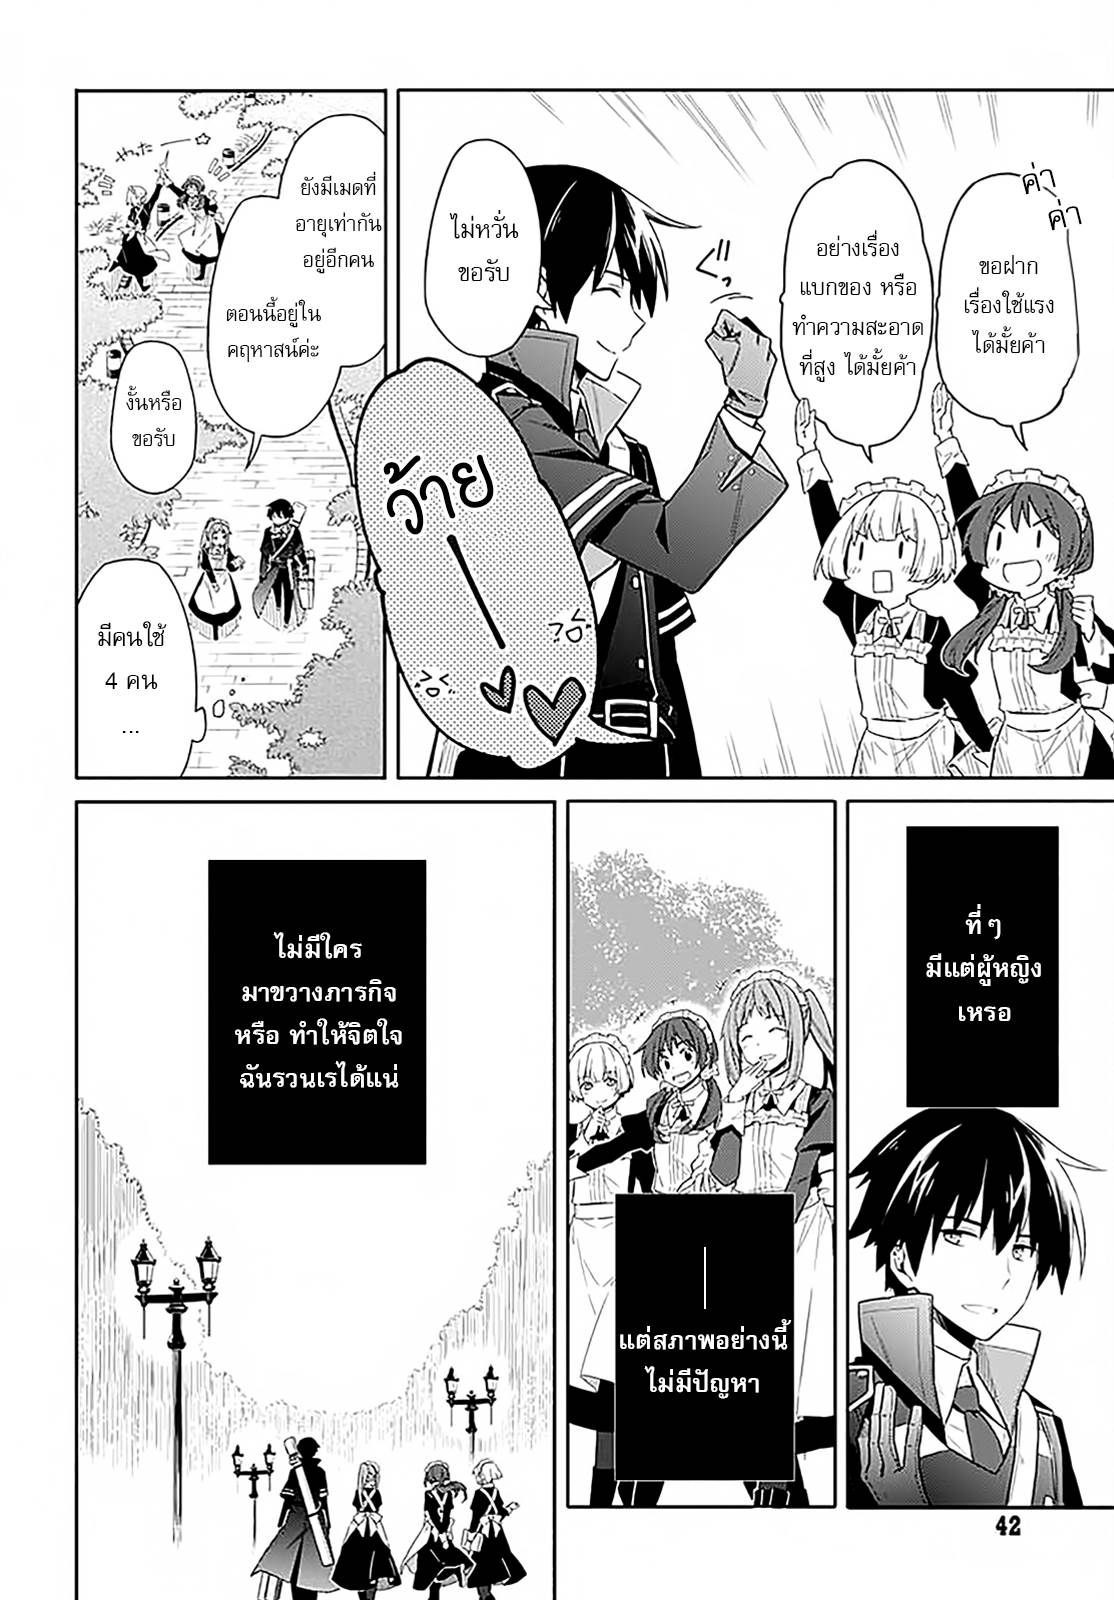 ค่า
ค่า
ขอฝาก
เรื่องใช้แรง
ได้มั้ยค้า
อย่างเรื่อง
แบกของ หรือ
ทำความสะอาด
ที่สูง ได้มั้ยค้า
ไม่หวั่น
ขอรับ
ว้าย
ยังมีเมดที่
อายุเท่ากัน
อยู่อีกคน
ตอนนี้อยู่ใน
คฤหาสน์ค่ะ
งั้นหรือ
ขอรับ
มีคนใช้
4 คน
...
ที่ๆ
มีแต่ผู้หญิง
เหรอ
แต่สภาพอย่างนี้
ไม่มีปัญหา
ไม่มีใคร
มาขวางภารกิจ
หรือ ทำให้จิตใจ
ฉันรวนเรได้แน่
42